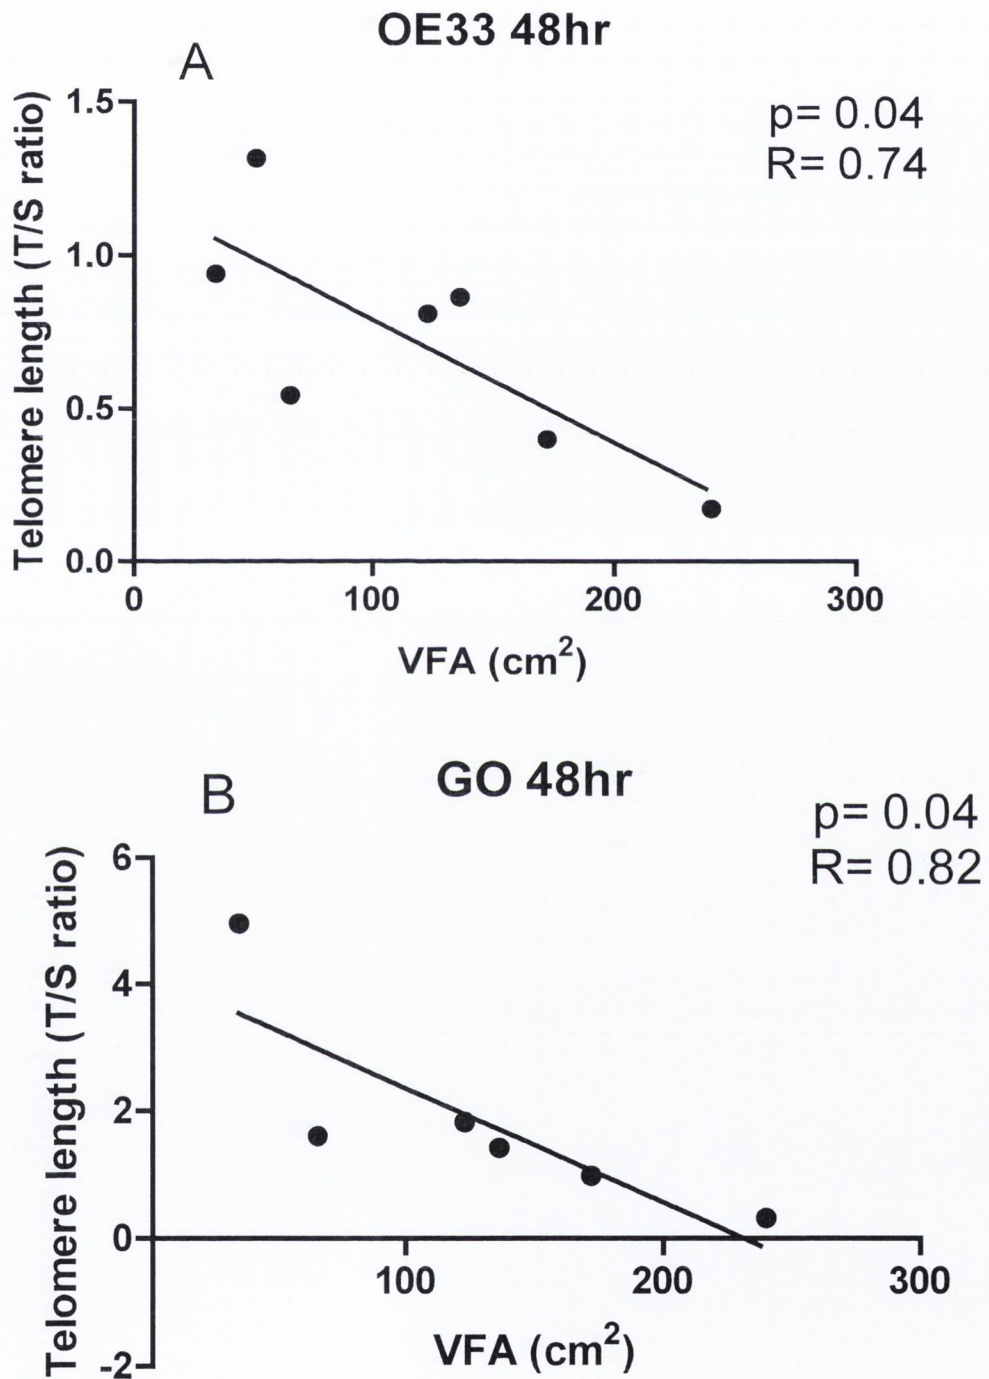 OE33 48hr
A
p= 0.04
R= 0.74
Telomere length (T/S ratio)
1.5
1.0
0.5
0.0
0 100 200 300
VFA (cm²)
GO 48hr
B
p= 0.04
R= 0.82
Telomere length (T/S ratio)
6
4
2
0
-2
100 200 300
VFA (cm²)